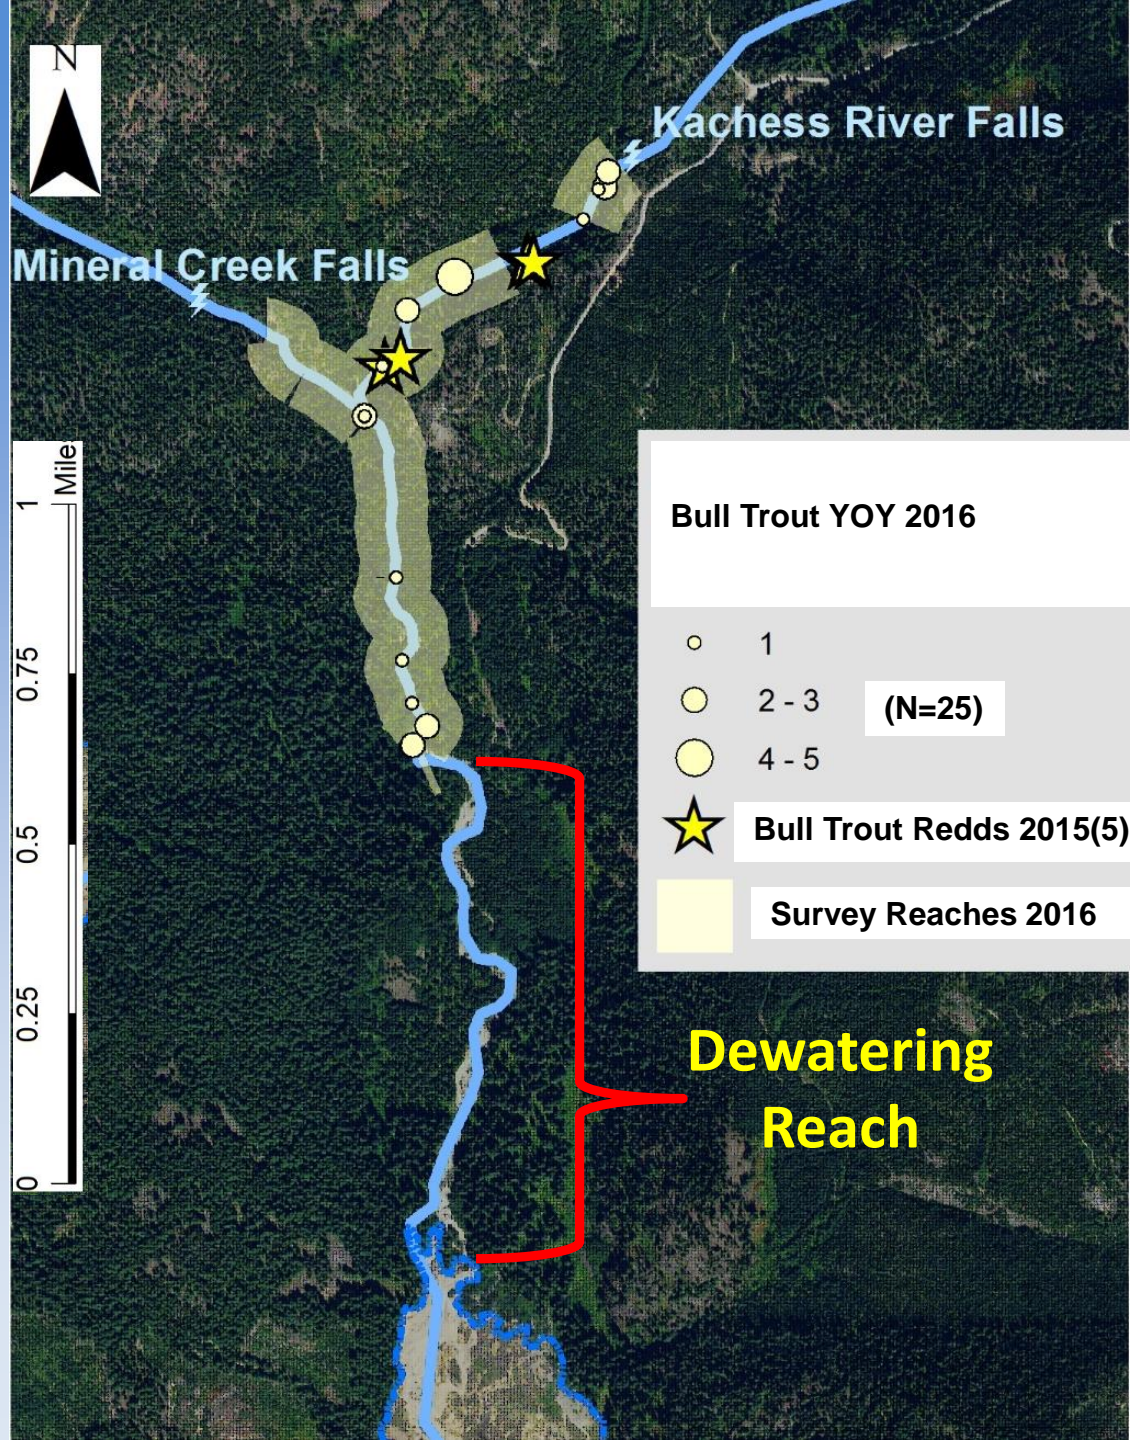 N
Kachess River Falls
Mineral Creek Falls
Mile
1
0.75
0.5
0.25
0
Bull Trout YOY 2016
1
2 - 3
(N=25)
4 - 5
Bull Trout Redds 2015(5)
Survey Reaches 2016
Dewatering
Reach